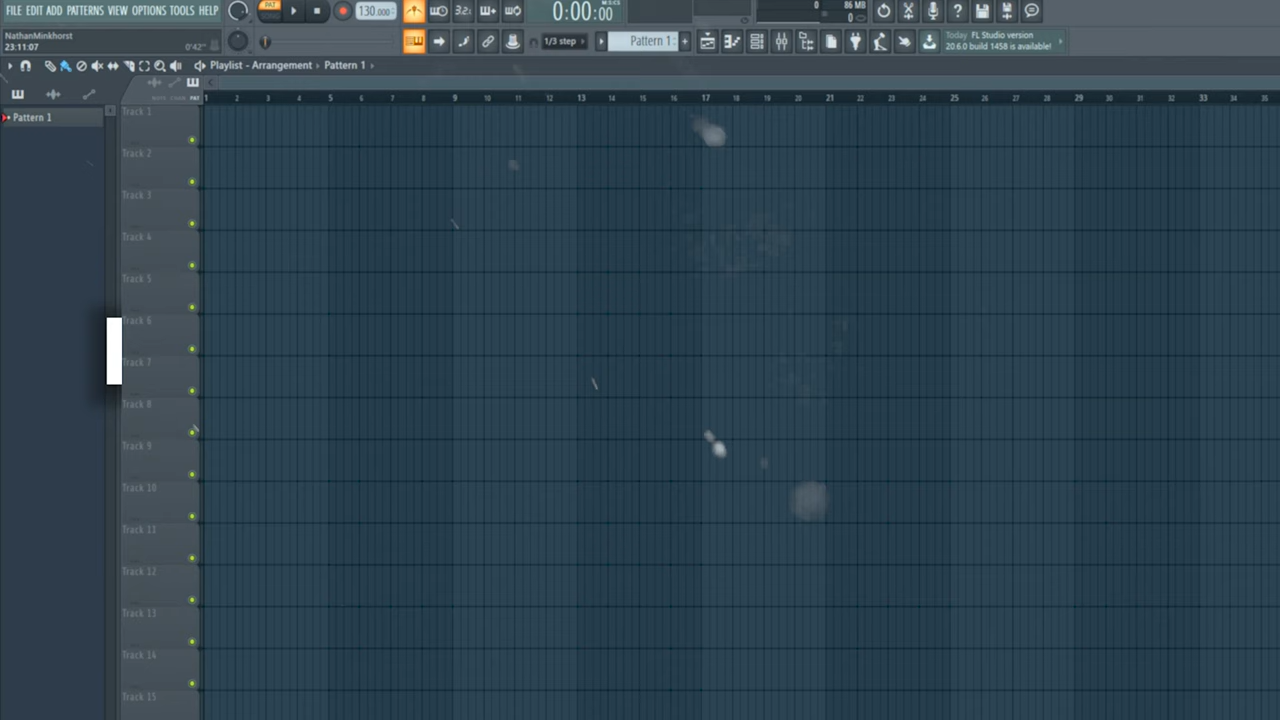 FILE EDIT ADD PATTERNS VIEW OPTIONS TOOLS HELP
PAT
130.000
32:
0:00:00
M:S:CS
0
86 MB
0
NathanMinkhorst
23:11:07
0'42"
1/3 step
Pattern 1
Today FL Studio version
20.6.0 build 1458 is available!
Playlist - Arrangement Pattern 1
1 2 3 4 5 6 7 8 9 10 11 12 13 14 15 16 17 18 19 20 21 22 23 24 25 26 27 28 29 30 31 32 33 34 35
Pattern 1
Track 1
Track 2
Track 3
Track 4
Track 5
Track 6
Track 7
Track 8
Track 9
Track 10
Track 11
Track 12
Track 13
Track 14
Track 15